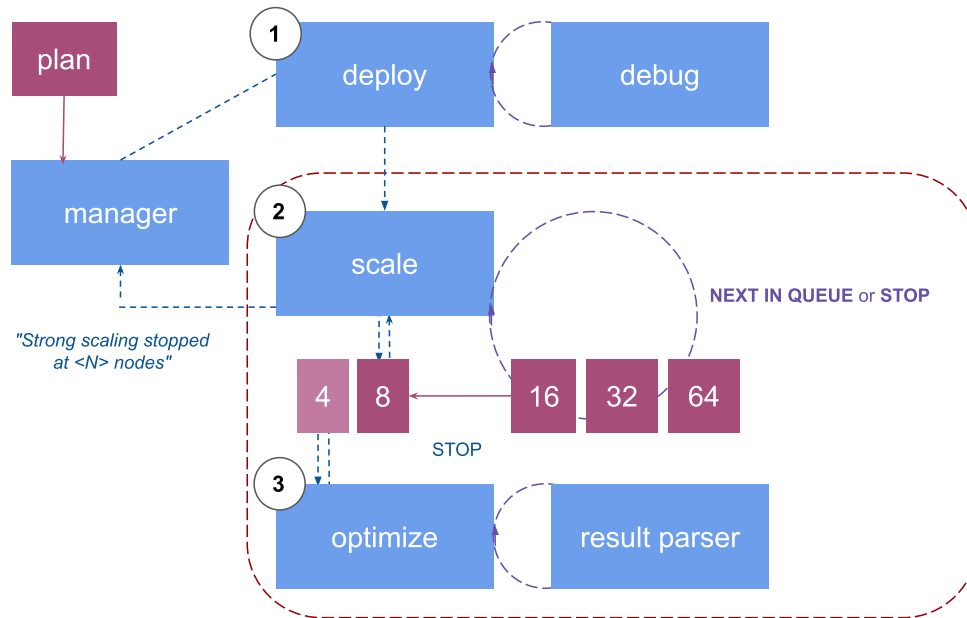 1
plan
deploy
debug
manager
2
scale
NEXT IN QUEUE or STOP
"Strong scaling stopped
at <N> nodes"
4
8
16
32
64
STOP
3
optimize
result parser